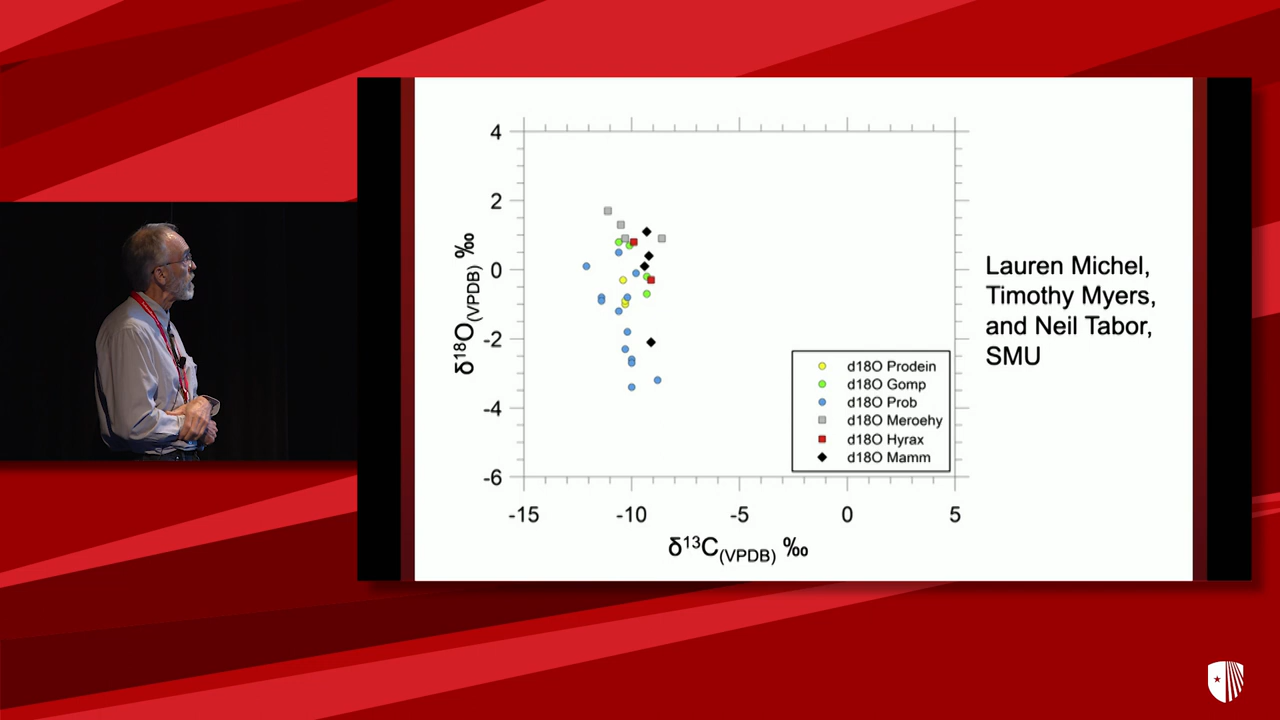 4
2
0
-2
-4
-6
δ18O(VPDB) ‰
-15 -10 -5 0 5
δ13C(VPDB) ‰
d18O Prodein
d18O Gomp
d18O Prob
d18O Meroehy
d18O Hyrax
d18O Mamm
Lauren Michel,
Timothy Myers,
and Neil Tabor,
SMU